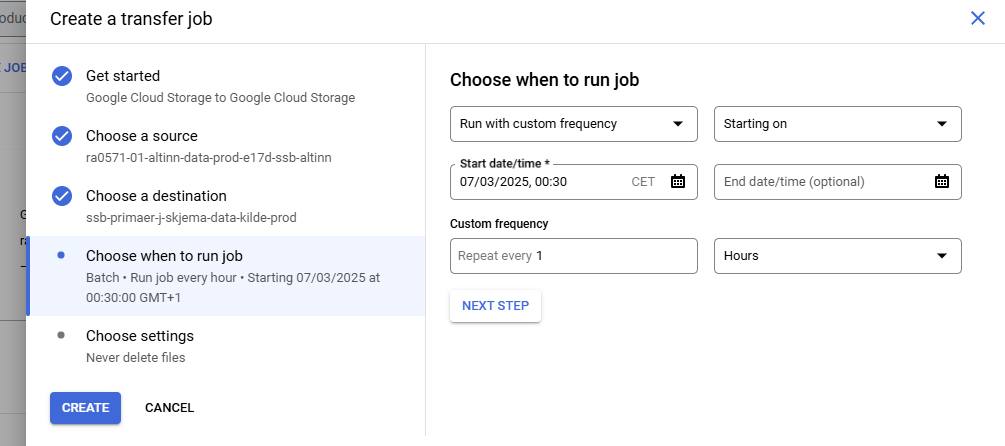 Create a transfer job
Get started
Google Cloud Storage to Google Cloud Storage
Choose a source
ra0571-01-altinn-data-prod-e17d-ssb-altinn
Choose a destination
ssb-primaer-j-skjema-data-kilde-prod
Choose when to run job
Batch • Run job every hour • Starting 07/03/2025 at
00:30:00 GMT+1
Choose settings
Never delete files
CREATE CANCEL
Choose when to run job
Run with custom frequency Starting on
Start date/time *
07/03/2025, 00:30 CET End date/time (optional)
Custom frequency
Repeat every 1 Hours
NEXT STEP